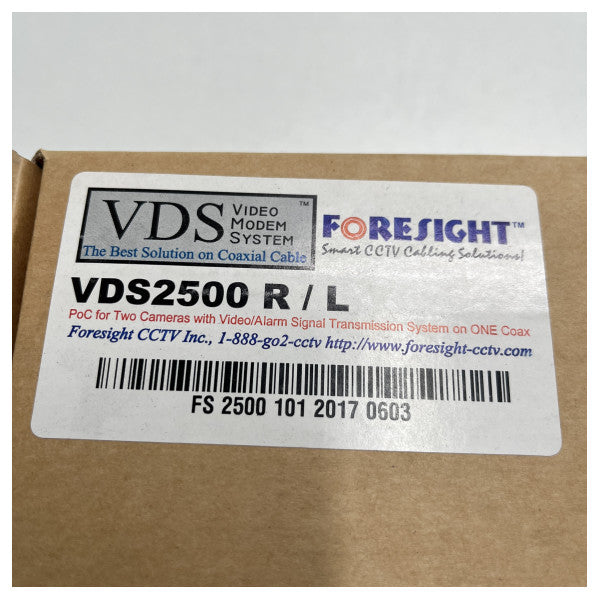 VDS VIDEO MODEM SYSTEM ™
The Best Solution on Coaxial Cable
FORESIGHT™
Smart CCTV Cabling Solutions!
VDS2500 R / L
PoC for Two Cameras with Video/Alarm Signal Transmission System on ONE Coax
Foresight CCTV Inc., 1-888-go2-cctv http://www.foresight-cctv.com
FS 2500 101 2017 0603